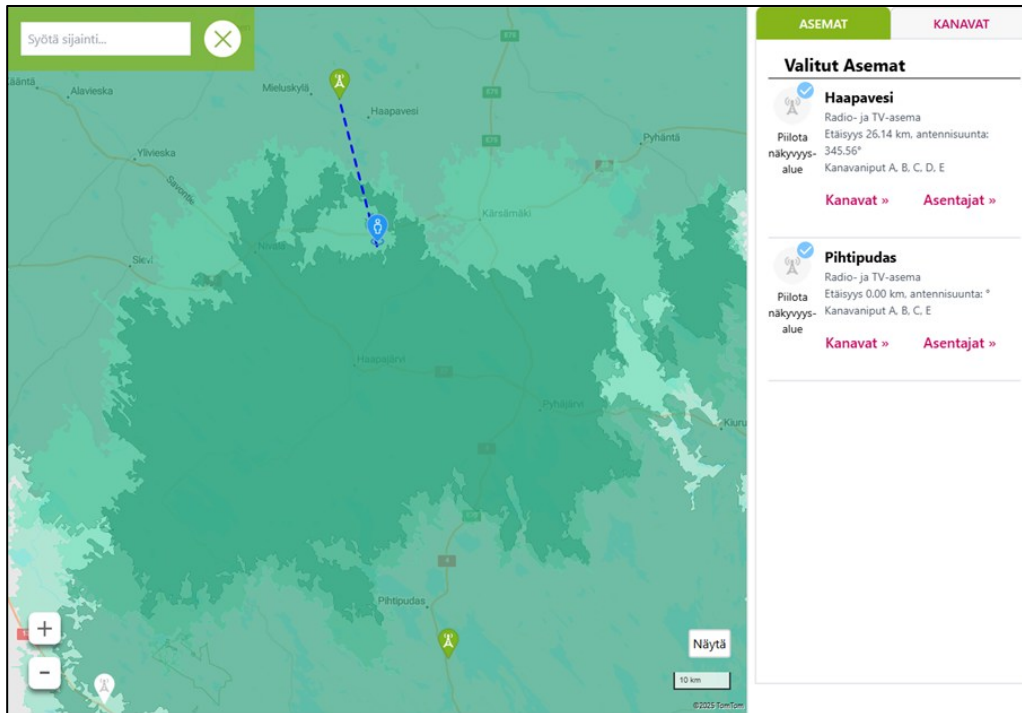 Syötä sijainti...
ASEMAT
KANAVAT
Valitut Asemat
Haapavesi
Radio- ja TV-asema
Etäisyys 26.14 km, antennisuunta:
345.56°
Kanavaniput A, B, C, D, E
Piilota
näkyvyys-
alue
Kanavat »
Asentajat »
Pihtipudas
Radio- ja TV-asema
Etäisyys 0.00 km, antennisuunta: °
Kanavaniput A, B, C, E
Piilota
näkyvyys-
alue
Kanavat »
Asentajat »
Alavieska
Mieluskylä
Haapavesi
Pyhäntä
Ylivieska
Savontie
Kärsämäki
Nivala
Sievi
Haapajärvi
Pyhäjärvi
Kiuru
Pihtipudas
4
+
-
Näytä
10 km
©2025 TomTom